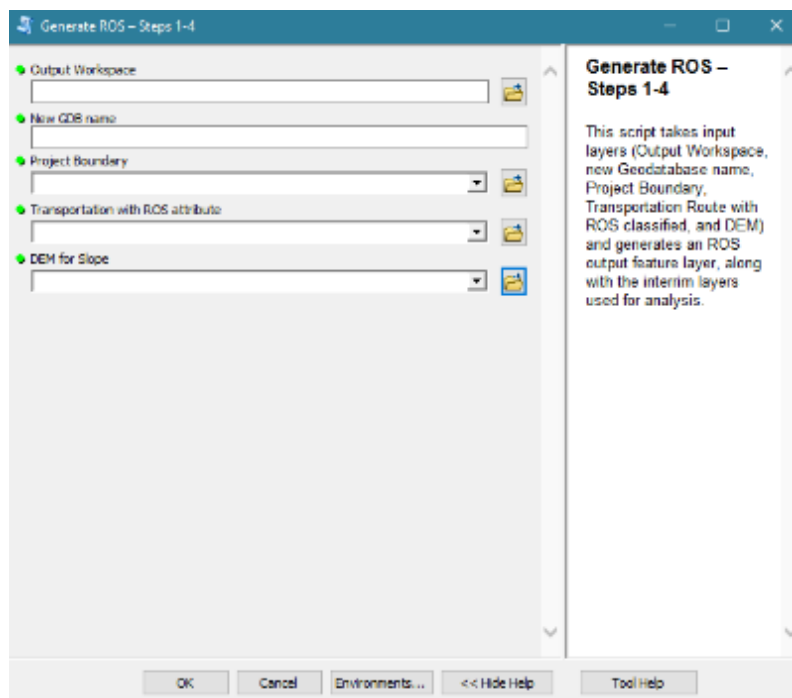 Generate ROS – Steps 1-4
Output Workspace
New GDB name
Project Boundary
Transportation with ROS attribute
DEM for Slope
Generate ROS –
Steps 1-4
This script takes input
layers (Output Workspace,
new Geodatabase name,
Project Boundary,
Transportation Route with
ROS classified, and DEM)
and generates an ROS
output feature layer, along
with the interrim layers
used for analysis.
OK
Cancel
Environments...
<< Hide Help
Tool Help